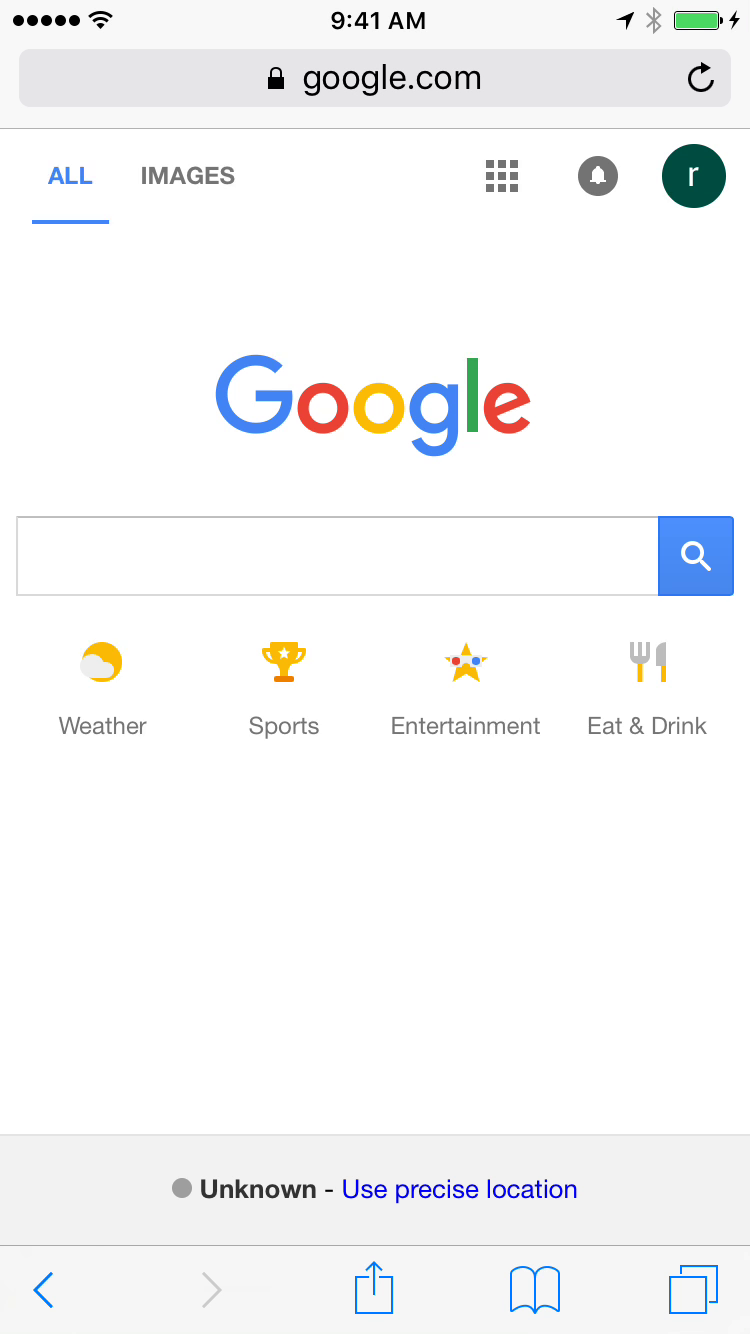 9:41 AM
google.com
ALL IMAGES r
Google
Weather Sports Entertainment Eat & Drink
Unknown - Use precise location